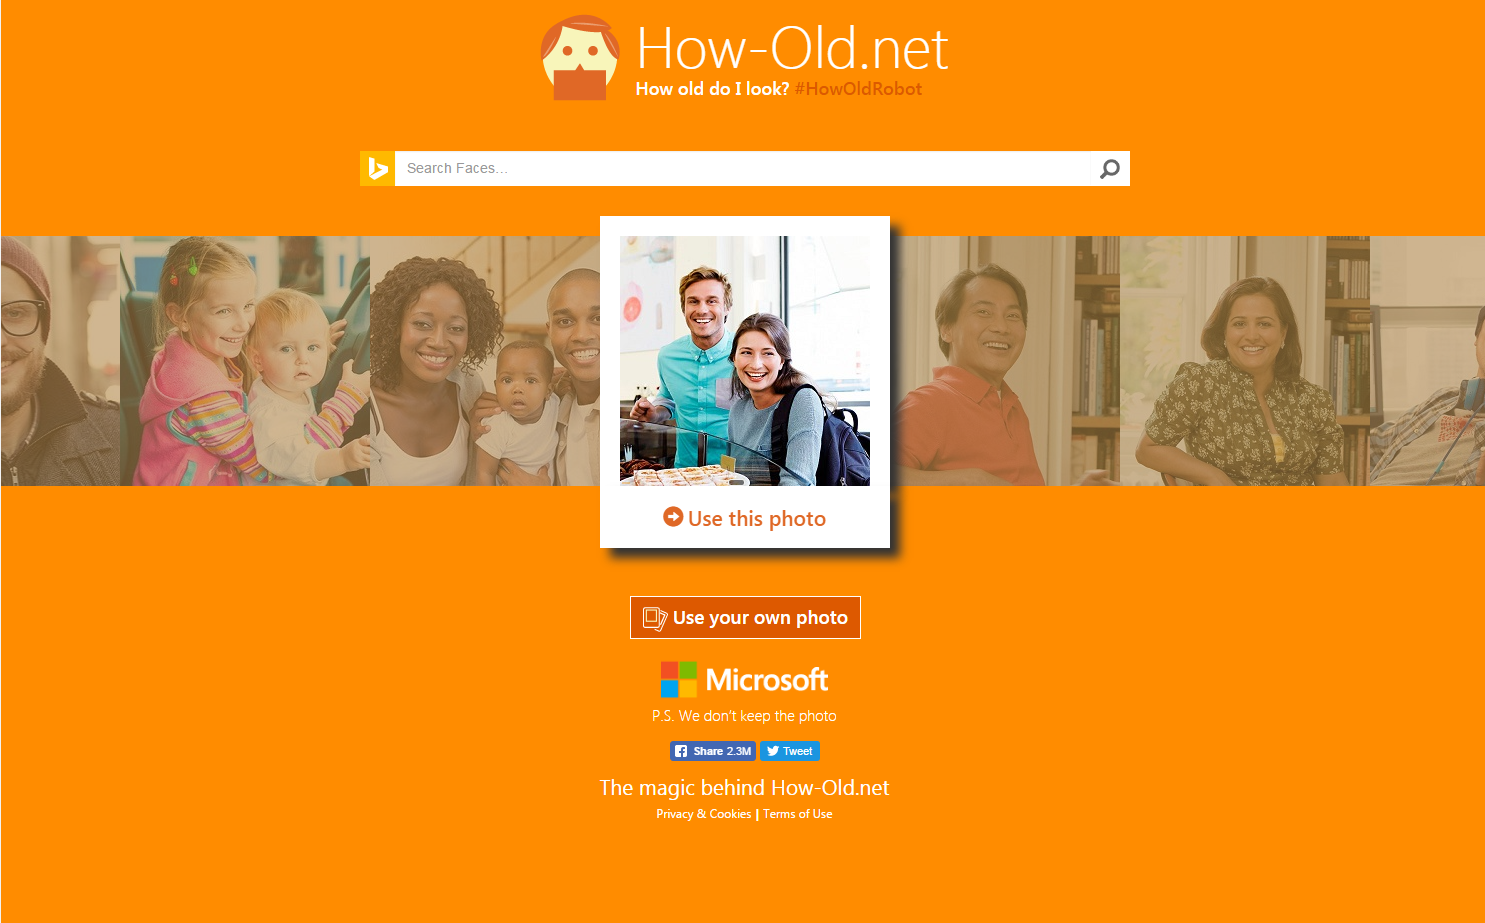 How-Old.net
How old do I look? #HowOldRobot
Search Faces...
Use this photo
Use your own photo
Microsoft
P.S. We don't keep the photo
Share 2.3M Tweet
The magic behind How-Old.net
Privacy & Cookies | Terms of Use